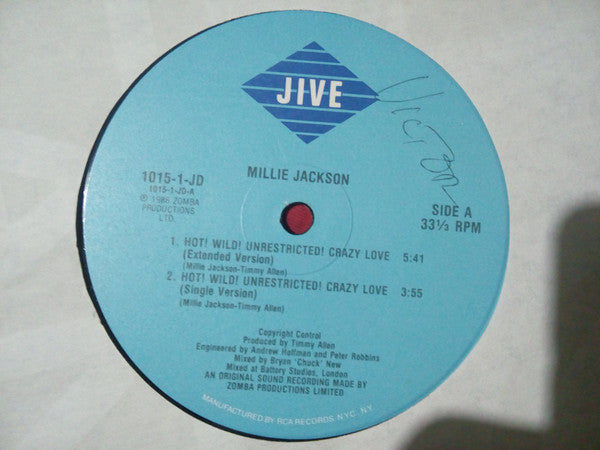 JIVE
VICTOR
1015-1-JD
1015-1-JD-A
℗ 1986 ZOMBA
PRODUCTIONS
LTD.
MILLIE JACKSON
SIDE A
33⅓ RPM
1. HOT! WILD! UNRESTRICTED! CRAZY LOVE 5:41
(Extended Version)
(Millie Jackson-Timmy Allen)
2. HOT! WILD! UNRESTRICTED! CRAZY LOVE 3:55
(Single Version)
(Millie Jackson-Timmy Allen)
Copyright Control
Produced by Timmy Allen
Engineered by Andrew Hoffman and Peter Robbins
Mixed by Bryan 'Chuck' New
Mixed at Battery Studios, London
AN ORIGINAL SOUND RECORDING MADE BY
ZOMBA PRODUCTIONS LIMITED
MANUFACTURED BY RCA RECORDS, NYC, N.Y.